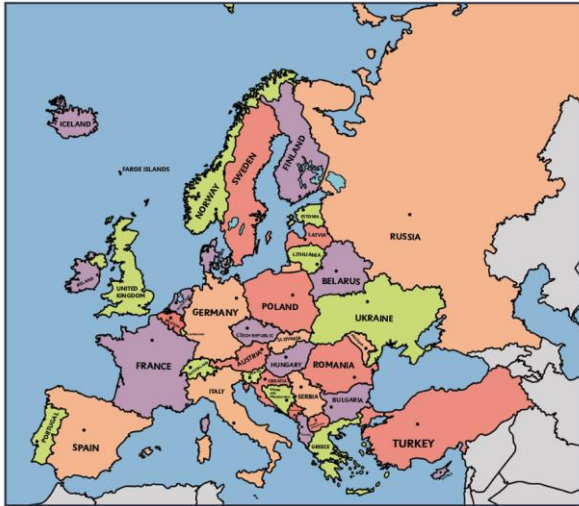 ICELAND
FAROE ISLANDS
NORWAY
SWEDEN
FINLAND
RUSSIA
ESTONIA
LATVIA
LITHUANIA
BELARUS
UNITED
KINGDOM
GERMANY
POLAND
UKRAINE
CZECH REPUBLIC
SLOVAKIA
FRANCE
AUSTRIA
HUNGARY
ROMANIA
ITALY
CROATIA
SERBIA
BULGARIA
PORTUGAL
SPAIN
GREECE
TURKEY